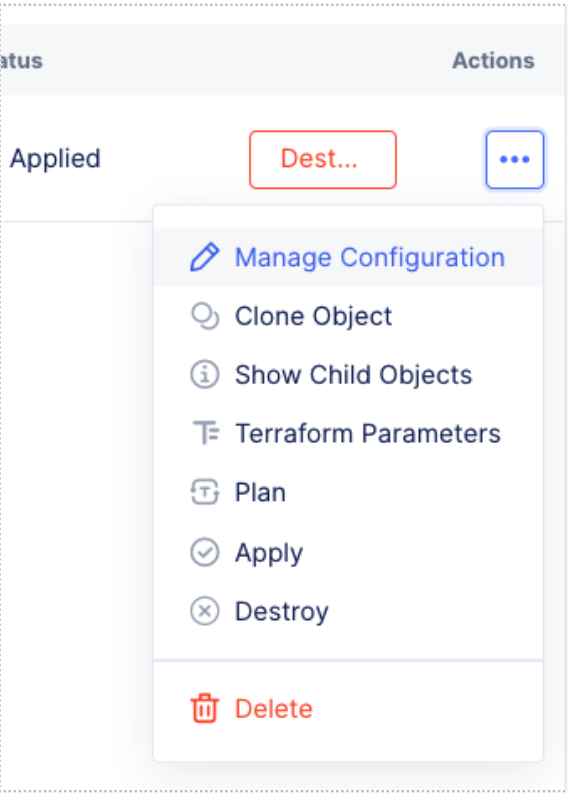 atus Actions
Applied Dest... ...
Manage Configuration
Clone Object
Show Child Objects
Terraform Parameters
Plan
Apply
Destroy
Delete